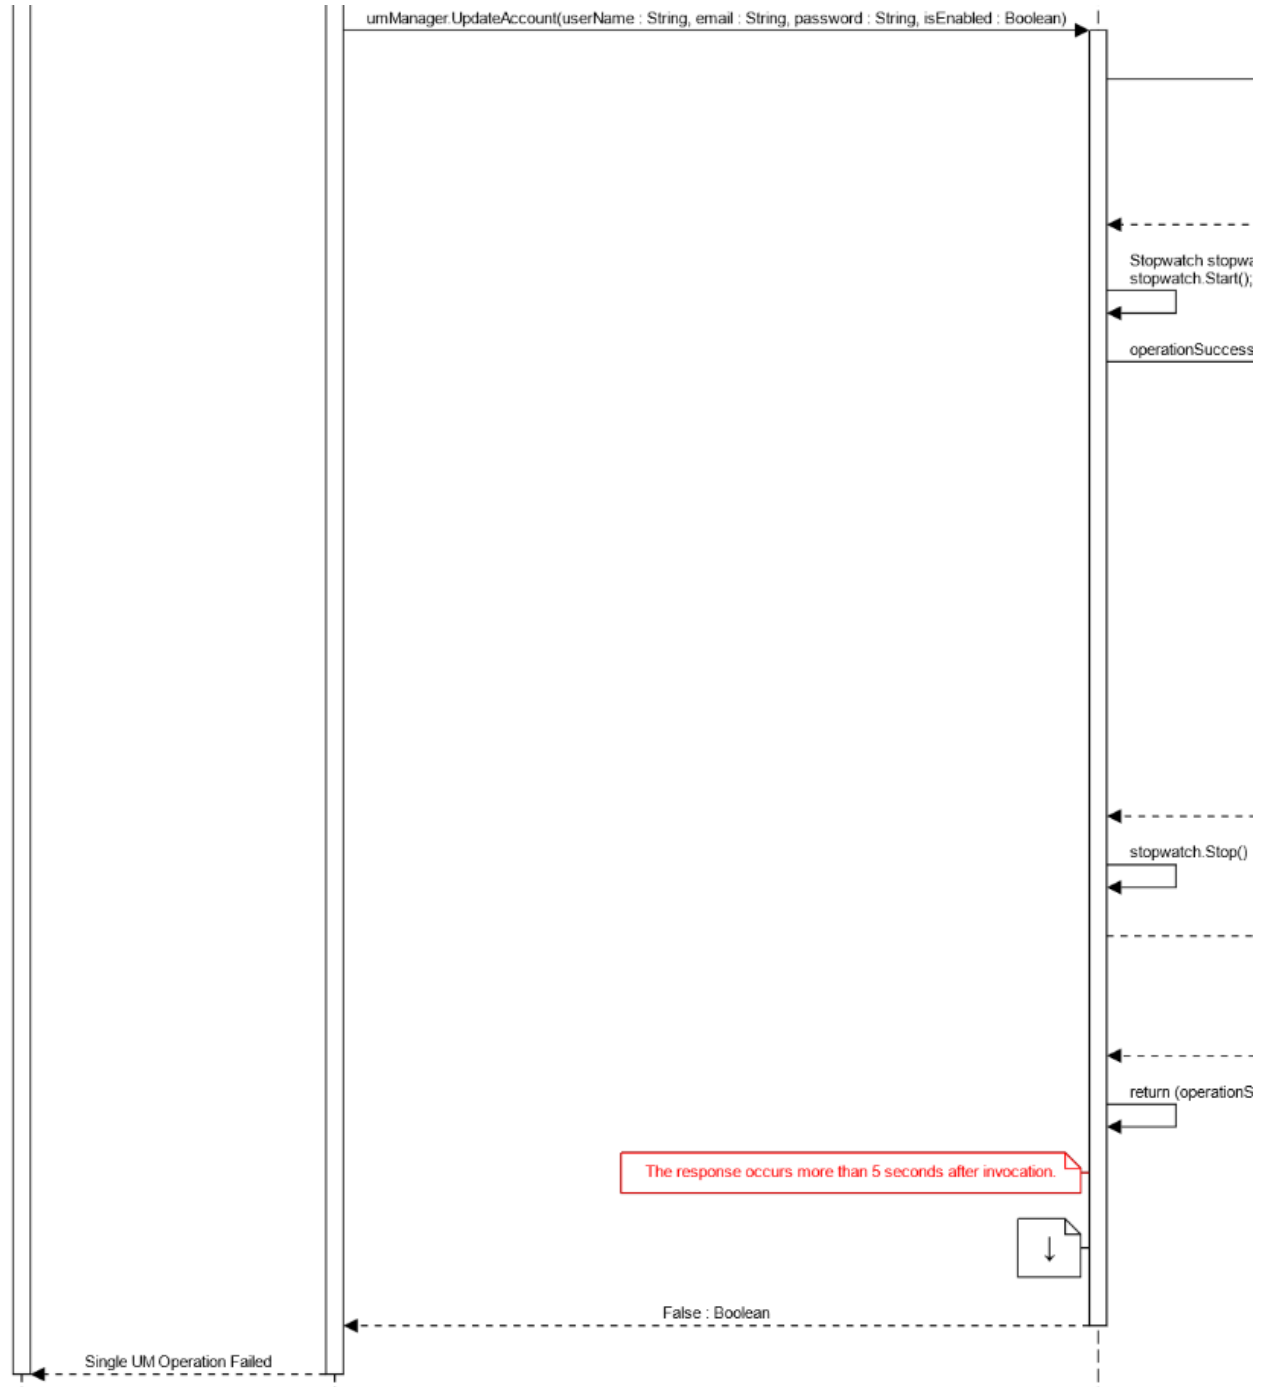 umManager.UpdateAccount(userName : String, email : String, password : String, isEnabled : Boolean)
Stopwatch stopwa
stopwatch.Start();
operationSuccess
stopwatch.Stop()
return (operationS
The response occurs more than 5 seconds after invocation.
↓
False : Boolean
Single UM Operation Failed